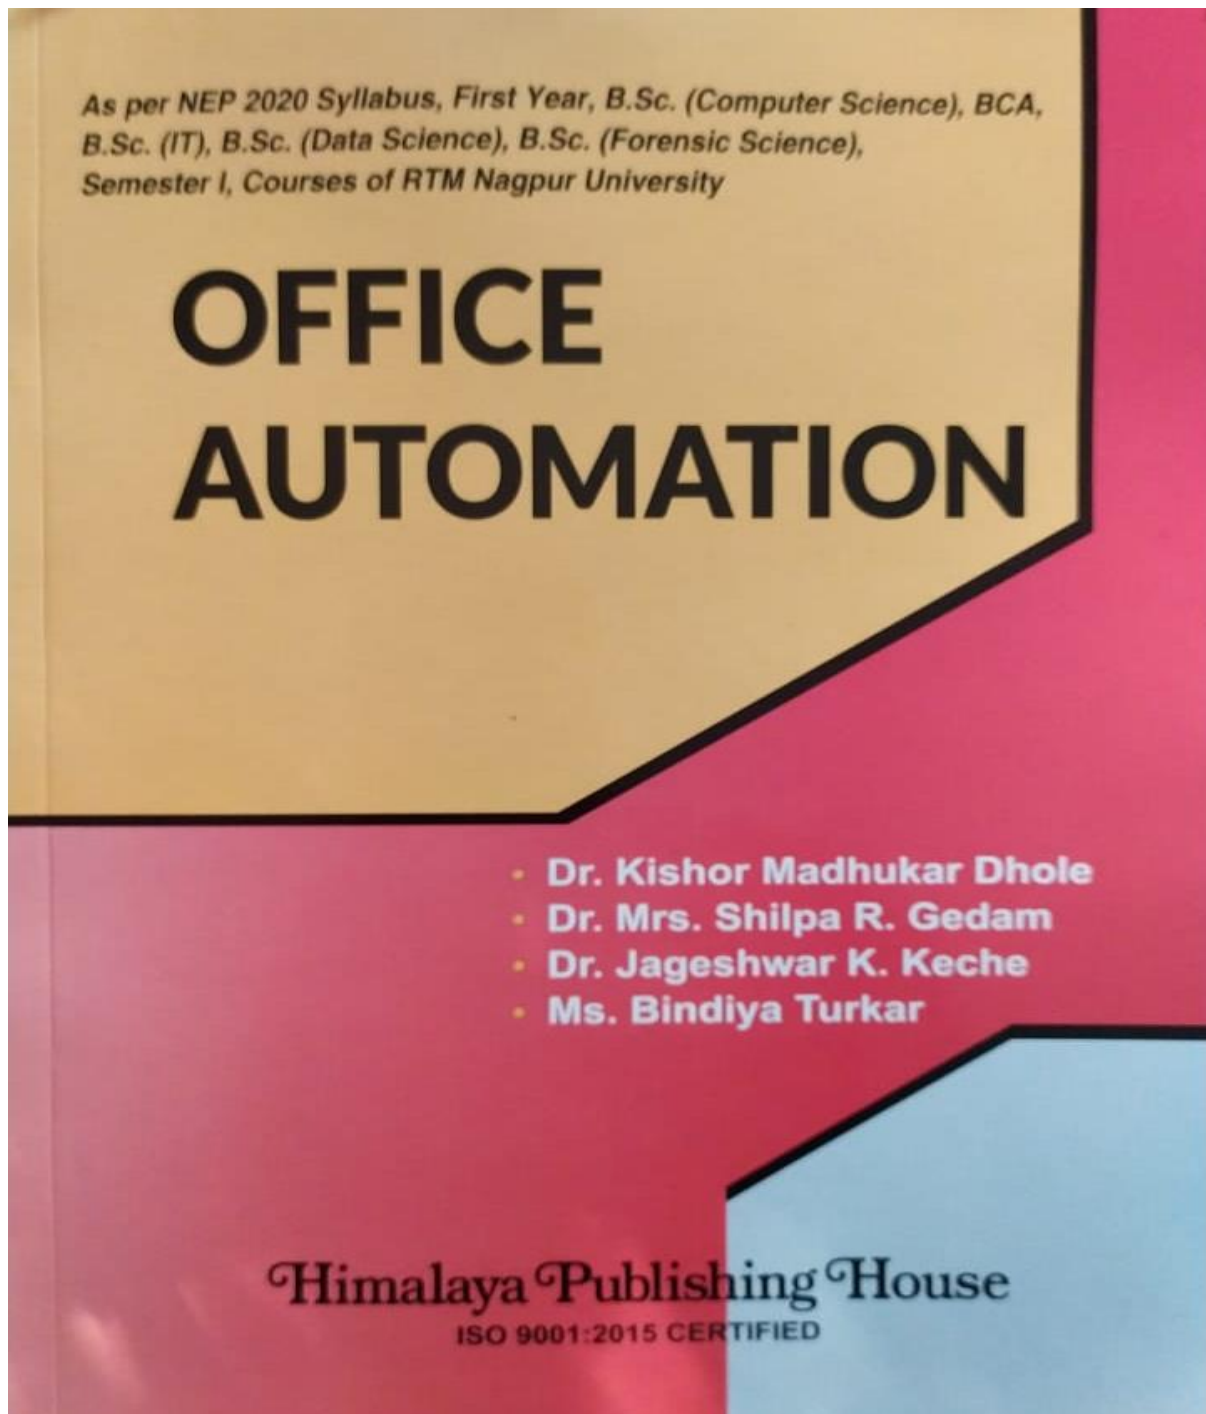 As per NEP 2020 Syllabus, First Year, B.Sc. (Computer Science), BCA,
B.Sc. (IT), B.Sc. (Data Science), B.Sc. (Forensic Science),
Semester I, Courses of RTM Nagpur University
OFFICE
AUTOMATION
• Dr. Kishor Madhukar Dhole
• Dr. Mrs. Shilpa R. Gedam
• Dr. Jageshwar K. Keche
• Ms. Bindiya Turkar
Himalaya Publishing House
ISO 9001:2015 CERTIFIED